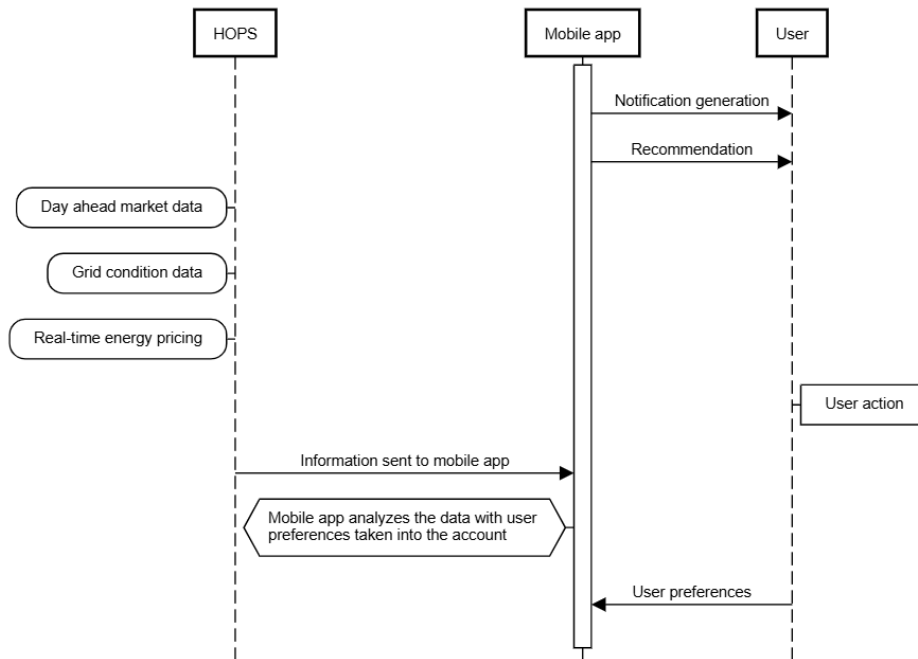 HOPS
Mobile app
User
Notification generation
Recommendation
Day ahead market data
Grid condition data
Real-time energy pricing
User action
Information sent to mobile app
Mobile app analyzes the data with user
preferences taken into the account
User preferences